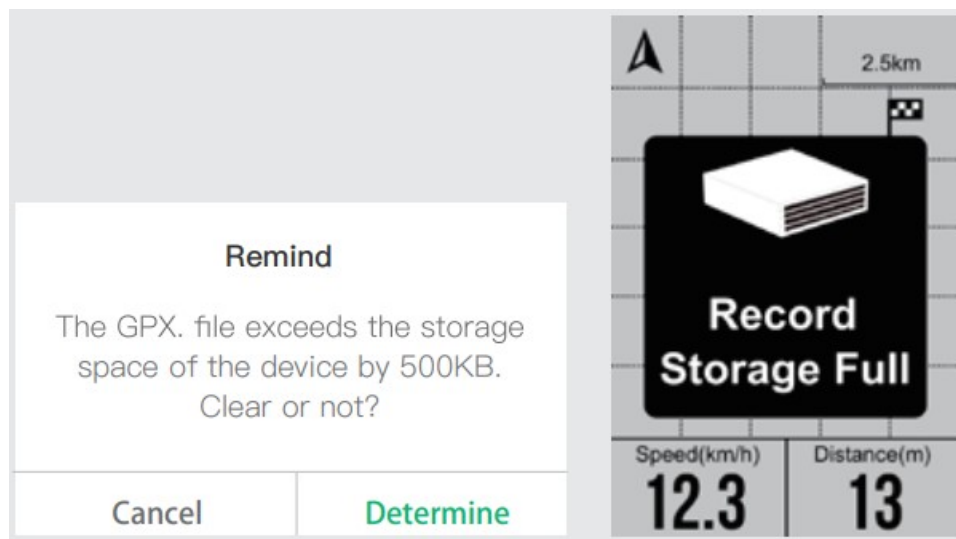 Remind
The GPX. file exceeds the storage
space of the device by 500KB.
Clear or not?
Cancel
Determine
2.5km
Record
Storage Full
Speed(km/h)
12.3
Distance(m)
13